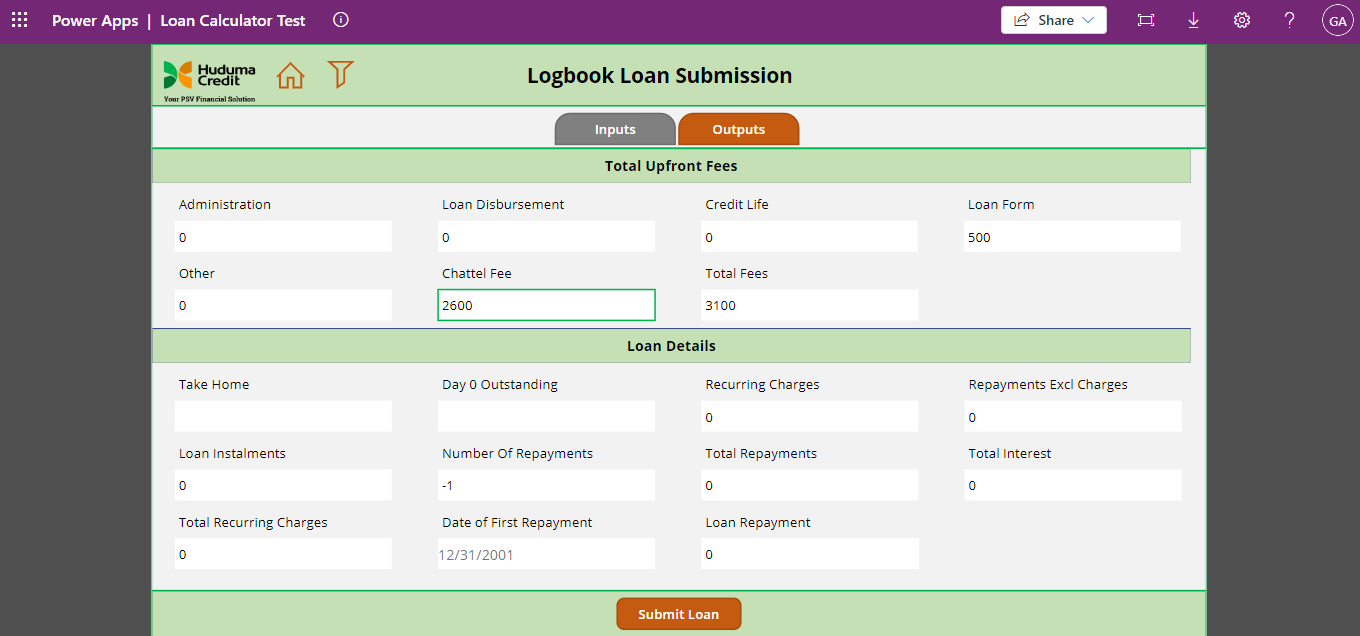 Power Apps | Loan Calculator Test
Share
GA
Huduma
Credit
Your PSV Financial Solution
Logbook Loan Submission
Inputs
Outputs
Total Upfront Fees
Administration
Loan Disbursement
Credit Life
Loan Form
0
0
0
500
Other
Chattel Fee
Total Fees
0
2600
3100
Loan Details
Take Home
Day 0 Outstanding
Recurring Charges
Repayments Excl Charges
0
0
Loan Instalments
Number Of Repayments
Total Repayments
Total Interest
0
-1
0
0
Total Recurring Charges
Date of First Repayment
Loan Repayment
0
12/31/2001
0
Submit Loan